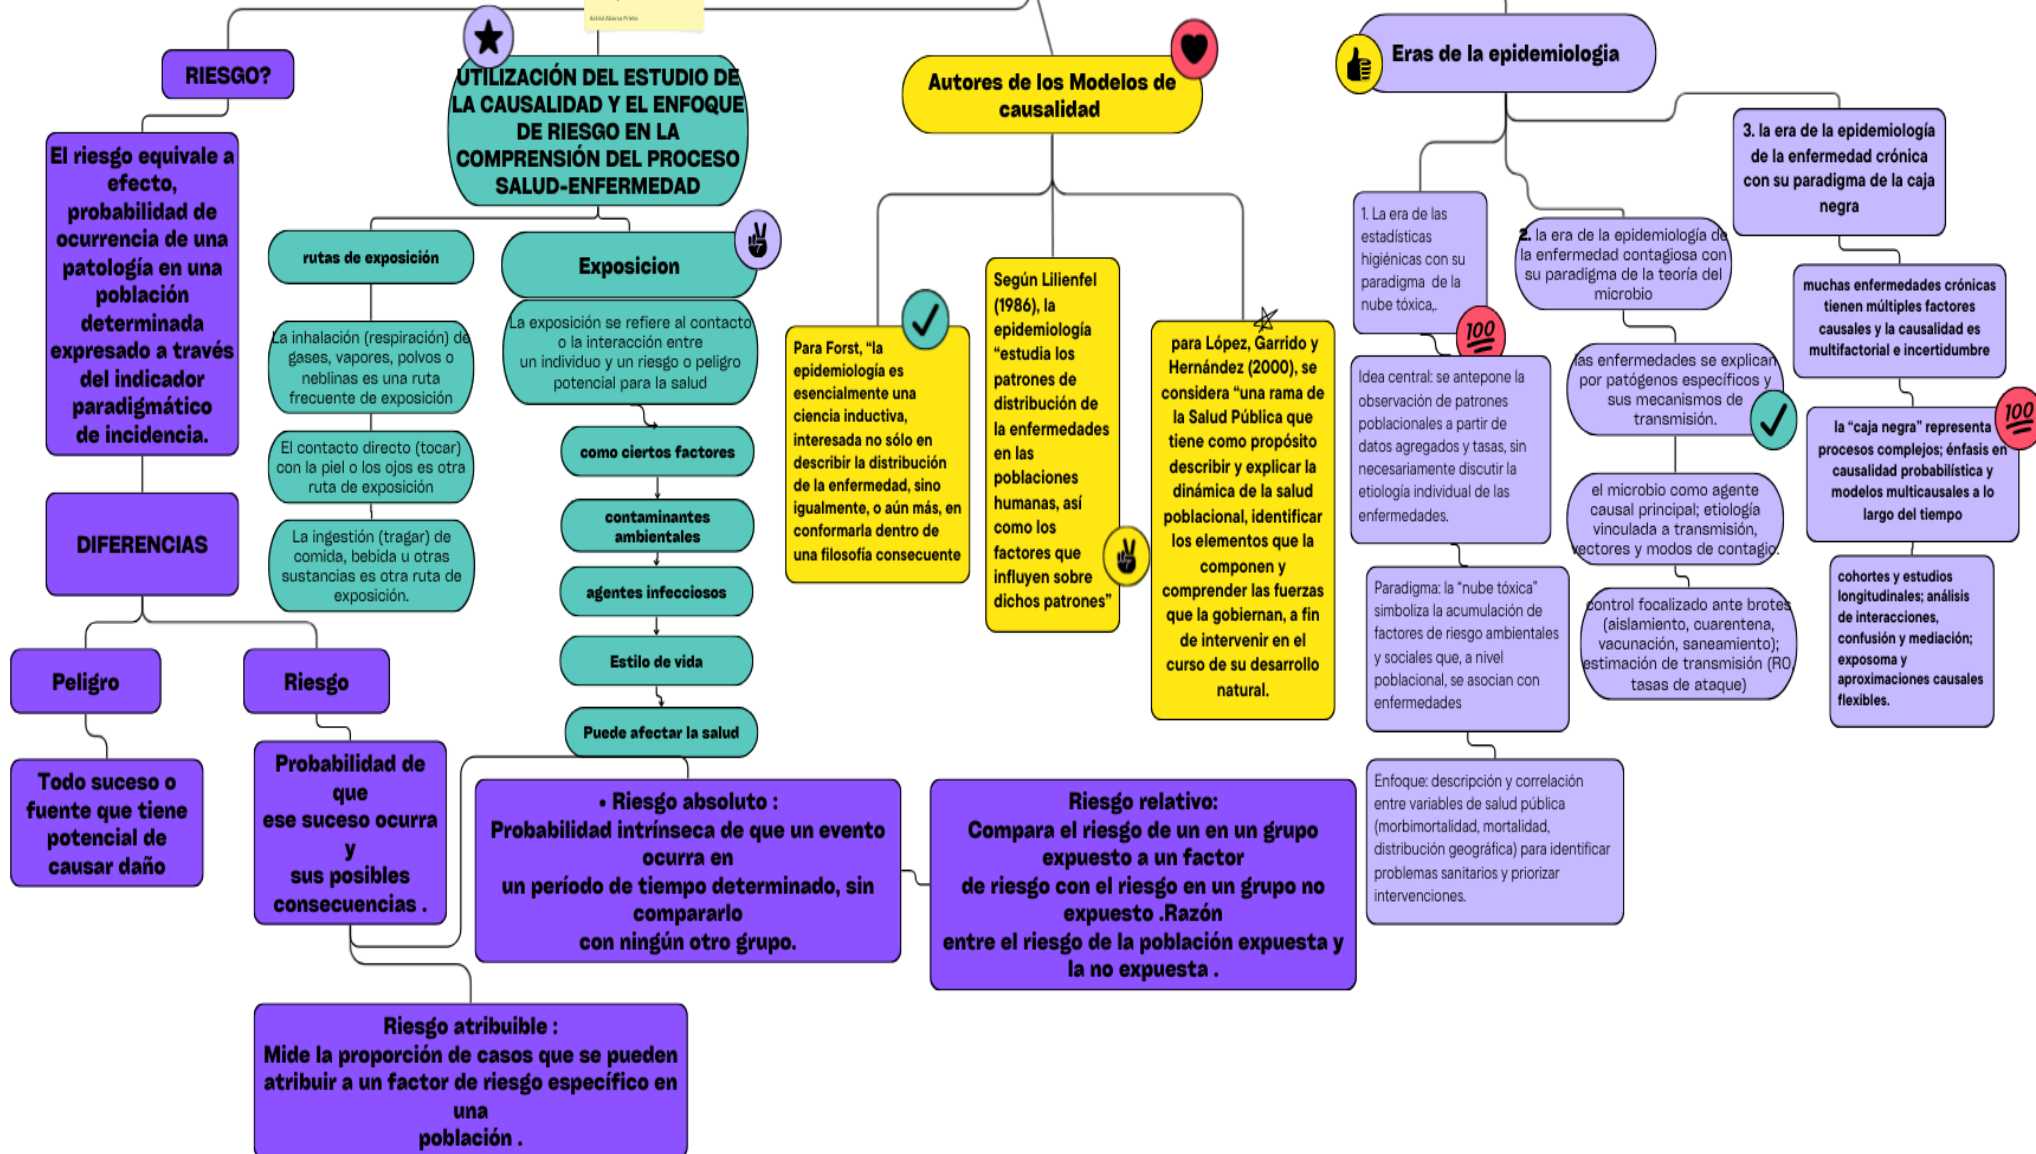 Astrid Abarca Prieto
RIESGO?
El riesgo equivale a
efecto,
probabilidad de
ocurrencia de una
patología en una
población
determinada
expresado a través
del indicador
paradigmático
de incidencia.
DIFERENCIAS
Peligro
Todo suceso o
fuente que tiene
potencial de
causar daño
Riesgo
Probabilidad de
que
ese suceso ocurra
y
sus posibles
consecuencias .
• Riesgo absoluto :
Probabilidad intrínseca de que un evento
ocurra en
un período de tiempo determinado, sin
compararlo
con ningún otro grupo.
Riesgo relativo:
Compara el riesgo de un en un grupo
expuesto a un factor
de riesgo con el riesgo en un grupo no
expuesto .Razón
entre el riesgo de la población expuesta y
la no expuesta .
Riesgo atribuible :
Mide la proporción de casos que se pueden
atribuir a un factor de riesgo específico en
una
población .
UTILIZACIÓN DEL ESTUDIO DE
LA CAUSALIDAD Y EL ENFOQUE
DE RIESGO EN LA
COMPRENSIÓN DEL PROCESO
SALUD-ENFERMEDAD
rutas de exposición
La inhalación (respiración) de
gases, vapores, polvos o
neblinas es una ruta
frecuente de exposición
El contacto directo (tocar)
con la piel o los ojos es otra
ruta de exposición
La ingestión (tragar) de
comida, bebida u otras
sustancias es otra ruta de
exposición.
Exposicion
La exposición se refiere al contacto
o la interacción entre
un individuo y un riesgo o peligro
potencial para la salud
como ciertos factores
contaminantes
ambientales
agentes infecciosos
Estilo de vida
Puede afectar la salud
Autores de los Modelos de
causalidad
Para Forst, “la
epidemiología es
esencialmente una
ciencia inductiva,
interesada no sólo en
describir la distribución
de la enfermedad, sino
igualmente, o aún más, en
conformarla dentro de
una filosofía consecuente
Según Lilienfel
(1986), la
epidemiología
“estudia los
patrones de
distribución de
la enfermedades
en las
poblaciones
humanas, así
como los
factores que
influyen sobre
dichos patrones”
para López, Garrido y
Hernández (2000), se
considera “una rama de
la Salud Pública que
tiene como propósito
describir y explicar la
dinámica de la salud
poblacional, identificar
los elementos que la
componen y
comprender las fuerzas
que la gobiernan, a fin
de intervenir en el
curso de su desarrollo
natural.
Eras de la epidemiologia
1. La era de las
estadísticas
higiénicas con su
paradigma de la
nube tóxica,.
100
Idea central: se antepone la
observación de patrones
poblacionales a partir de
datos agregados y tasas, sin
necesariamente discutir la
etiología individual de las
enfermedades.
Paradigma: la “nube tóxica”
simboliza la acumulación de
factores de riesgo ambientales
y sociales que, a nivel
poblacional, se asocian con
enfermedades
Enfoque: descripción y correlación
entre variables de salud pública
(morbimortalidad, mortalidad,
distribución geográfica) para identificar
problemas sanitarios y priorizar
intervenciones.
2. la era de la epidemiología de
la enfermedad contagiosa con
su paradigma de la teoría del
microbio
las enfermedades se explican
por patógenos específicos y
sus mecanismos de
transmisión.
el microbio como agente
causal principal; etiología
vinculada a transmisión,
vectores y modos de contagio.
control focalizado ante brotes
(aislamiento, cuarentena,
vacunación, saneamiento);
estimación de transmisión (R0,
tasas de ataque)
3. la era de la epidemiología
de la enfermedad crónica
con su paradigma de la caja
negra
muchas enfermedades crónicas
tienen múltiples factores
causales y la causalidad es
multifactorial e incertidumbre
100
la “caja negra” representa
procesos complejos; énfasis en
causalidad probabilística y
modelos multicausales a lo
largo del tiempo
cohortes y estudios
longitudinales; análisis
de interacciones,
confusión y mediación;
exposoma y
aproximaciones causales
flexibles.